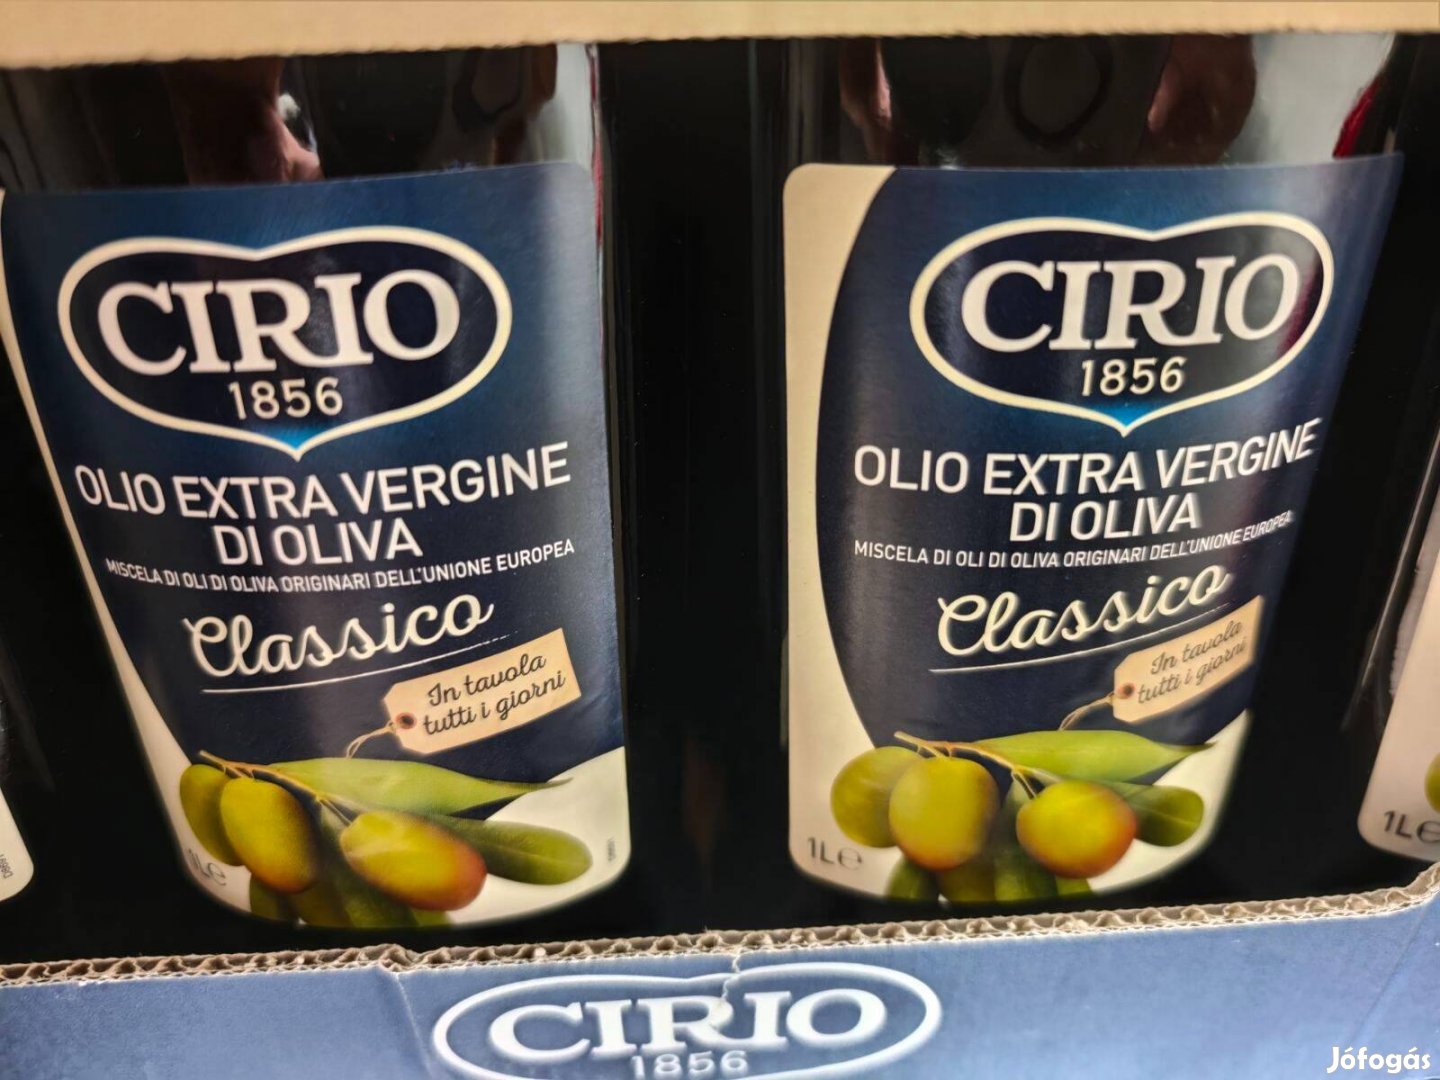 CIRIO
1856
OLIO EXTRA VERGINE
DI OLIVA
MISCELA DI OLI DI OLIVA ORIGINARI DELL'UNIONE EUROPEA
Classico
In tavola
tutti i giorni
1L℮
CIRIO
1856
OLIO EXTRA VERGINE
DI OLIVA
MISCELA DI OLI DI OLIVA ORIGINARI DELL'UNIONE EUROPEA
Classico
In tavola
tutti i giorni
1L℮
1L℮
CIRIO
1856
Jófogás